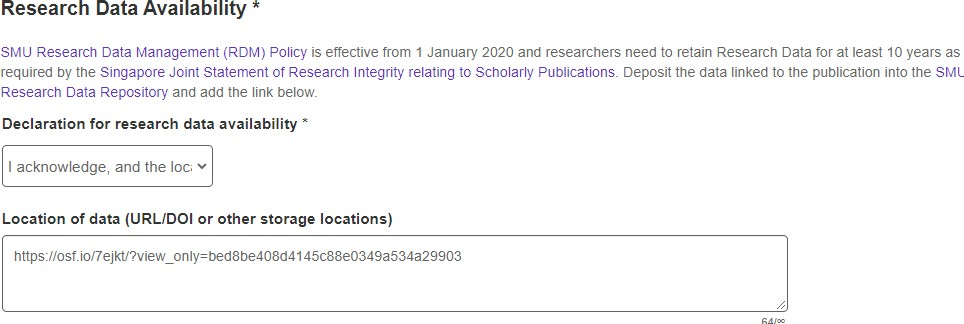 Research Data Availability *
SMU Research Data Management (RDM) Policy is effective from 1 January 2020 and researchers need to retain Research Data for at least 10 years as
required by the Singapore Joint Statement of Research Integrity relating to Scholarly Publications. Deposit the data linked to the publication into the SMU
Research Data Repository and add the link below.
Declaration for research data availability *
I acknowledge, and the loc
Location of data (URL/DOI or other storage locations)
https://osf.io/7ejkt/?view_only=bed8be408d4145c88e0349a534a29903
64/∞